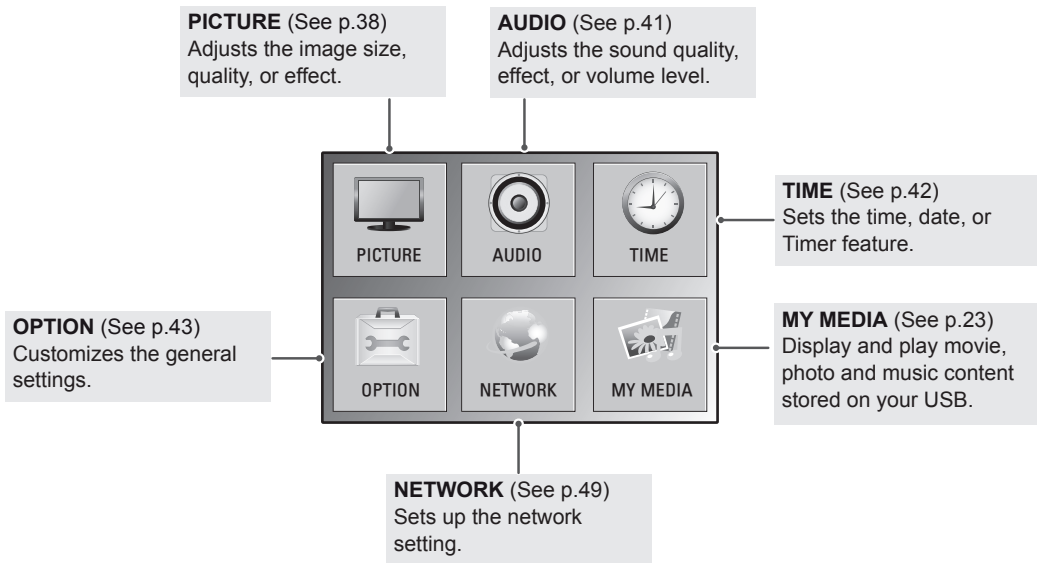 PICTURE (See p.38)
Adjusts the image size,
quality, or effect.
AUDIO (See p.41)
Adjusts the sound quality,
effect, or volume level.
PICTURE
AUDIO
TIME
TIME (See p.42)
Sets the time, date, or
Timer feature.
OPTION (See p.43)
Customizes the general
settings.
OPTION
NETWORK
MY MEDIA
MY MEDIA (See p.23)
Display and play movie,
photo and music content
stored on your USB.
NETWORK (See p.49)
Sets up the network
setting.